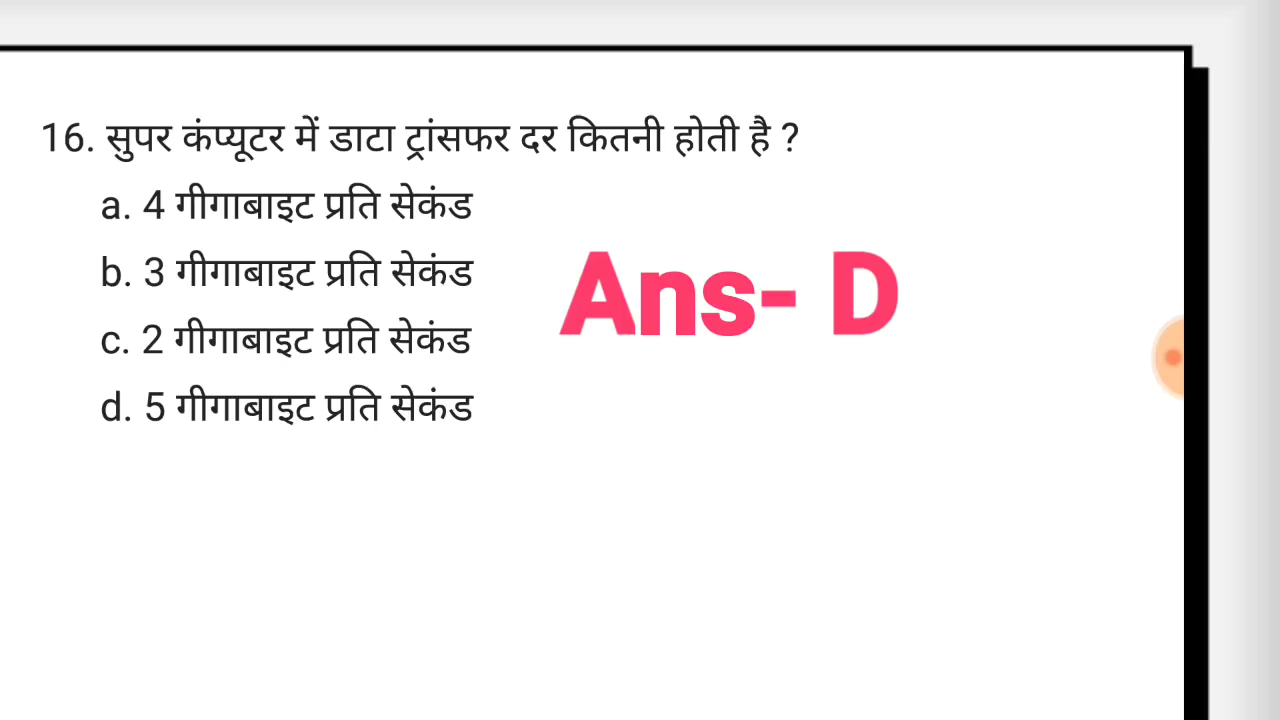 16. सुपर कंप्यूटर में डाटा ट्रांसफर दर कितनी होती है ?
a. 4 गीगाबाइट प्रति सेकंड
b. 3 गीगाबाइट प्रति सेकंड
Ans- D
c. 2 गीगाबाइट प्रति सेकंड
d. 5 गीगाबाइट प्रति सेकंड